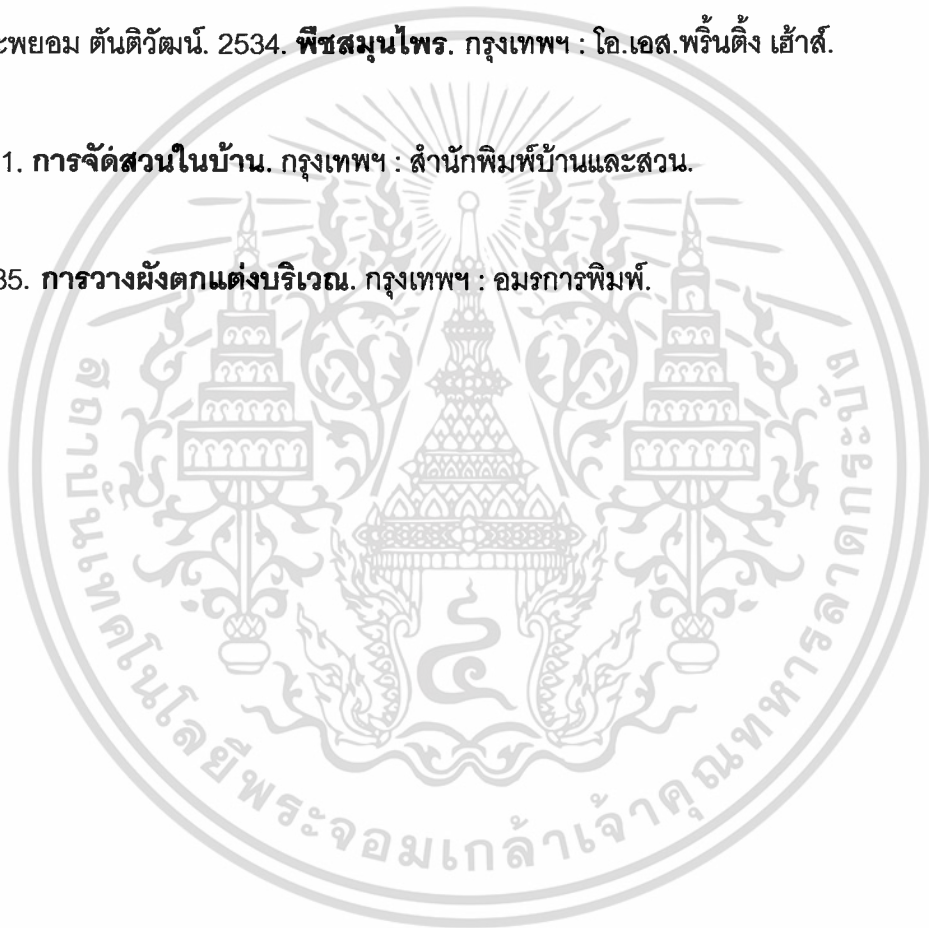 ะพยอม ตันติวัฒน์. 2534. พืชสมุนไพร. กรุงเทพฯ : โอ.เอส.พริ้นติ้ง เฮ้าส์.
1. การจัดสวนในบ้าน. กรุงเทพฯ : สำนักพิมพ์บ้านและสวน.
35. การวางผังตกแต่งบริเวณ. กรุงเทพฯ : อมรการพิมพ์.
สถาบันเทคโนโลยีพระจอมเกล้าเจ้าคุณทหารลาดกระบัง
๔